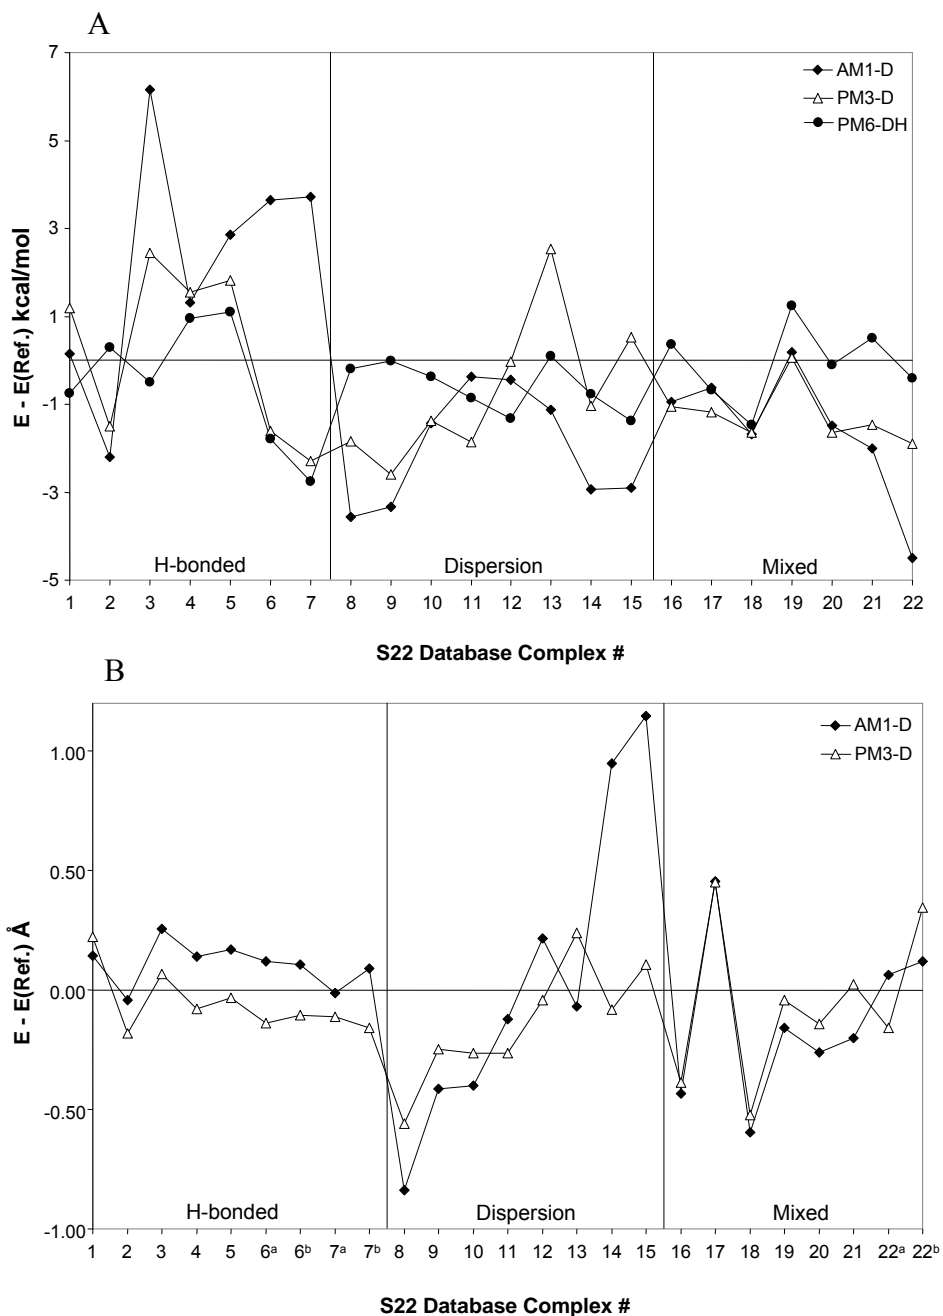 A
7
5
3
1
-1
-3
-5
E - E(Ref.) kcal/mol
AM1-D
PM3-D
PM6-DH
H-bonded Dispersion Mixed
1 2 3 4 5 6 7 8 9 10 11 12 13 14 15 16 17 18 19 20 21 22
S22 Database Complex #
B
1.00
0.50
0.00
-0.50
-1.00
E - E(Ref.) Å
AM1-D
PM3-D
H-bonded Dispersion Mixed
1 2 3 4 5 6ᵃ 6ᵇ 7ᵃ 7ᵇ 8 9 10 11 12 13 14 15 16 17 18 19 20 21 22ᵃ 22ᵇ
S22 Database Complex #